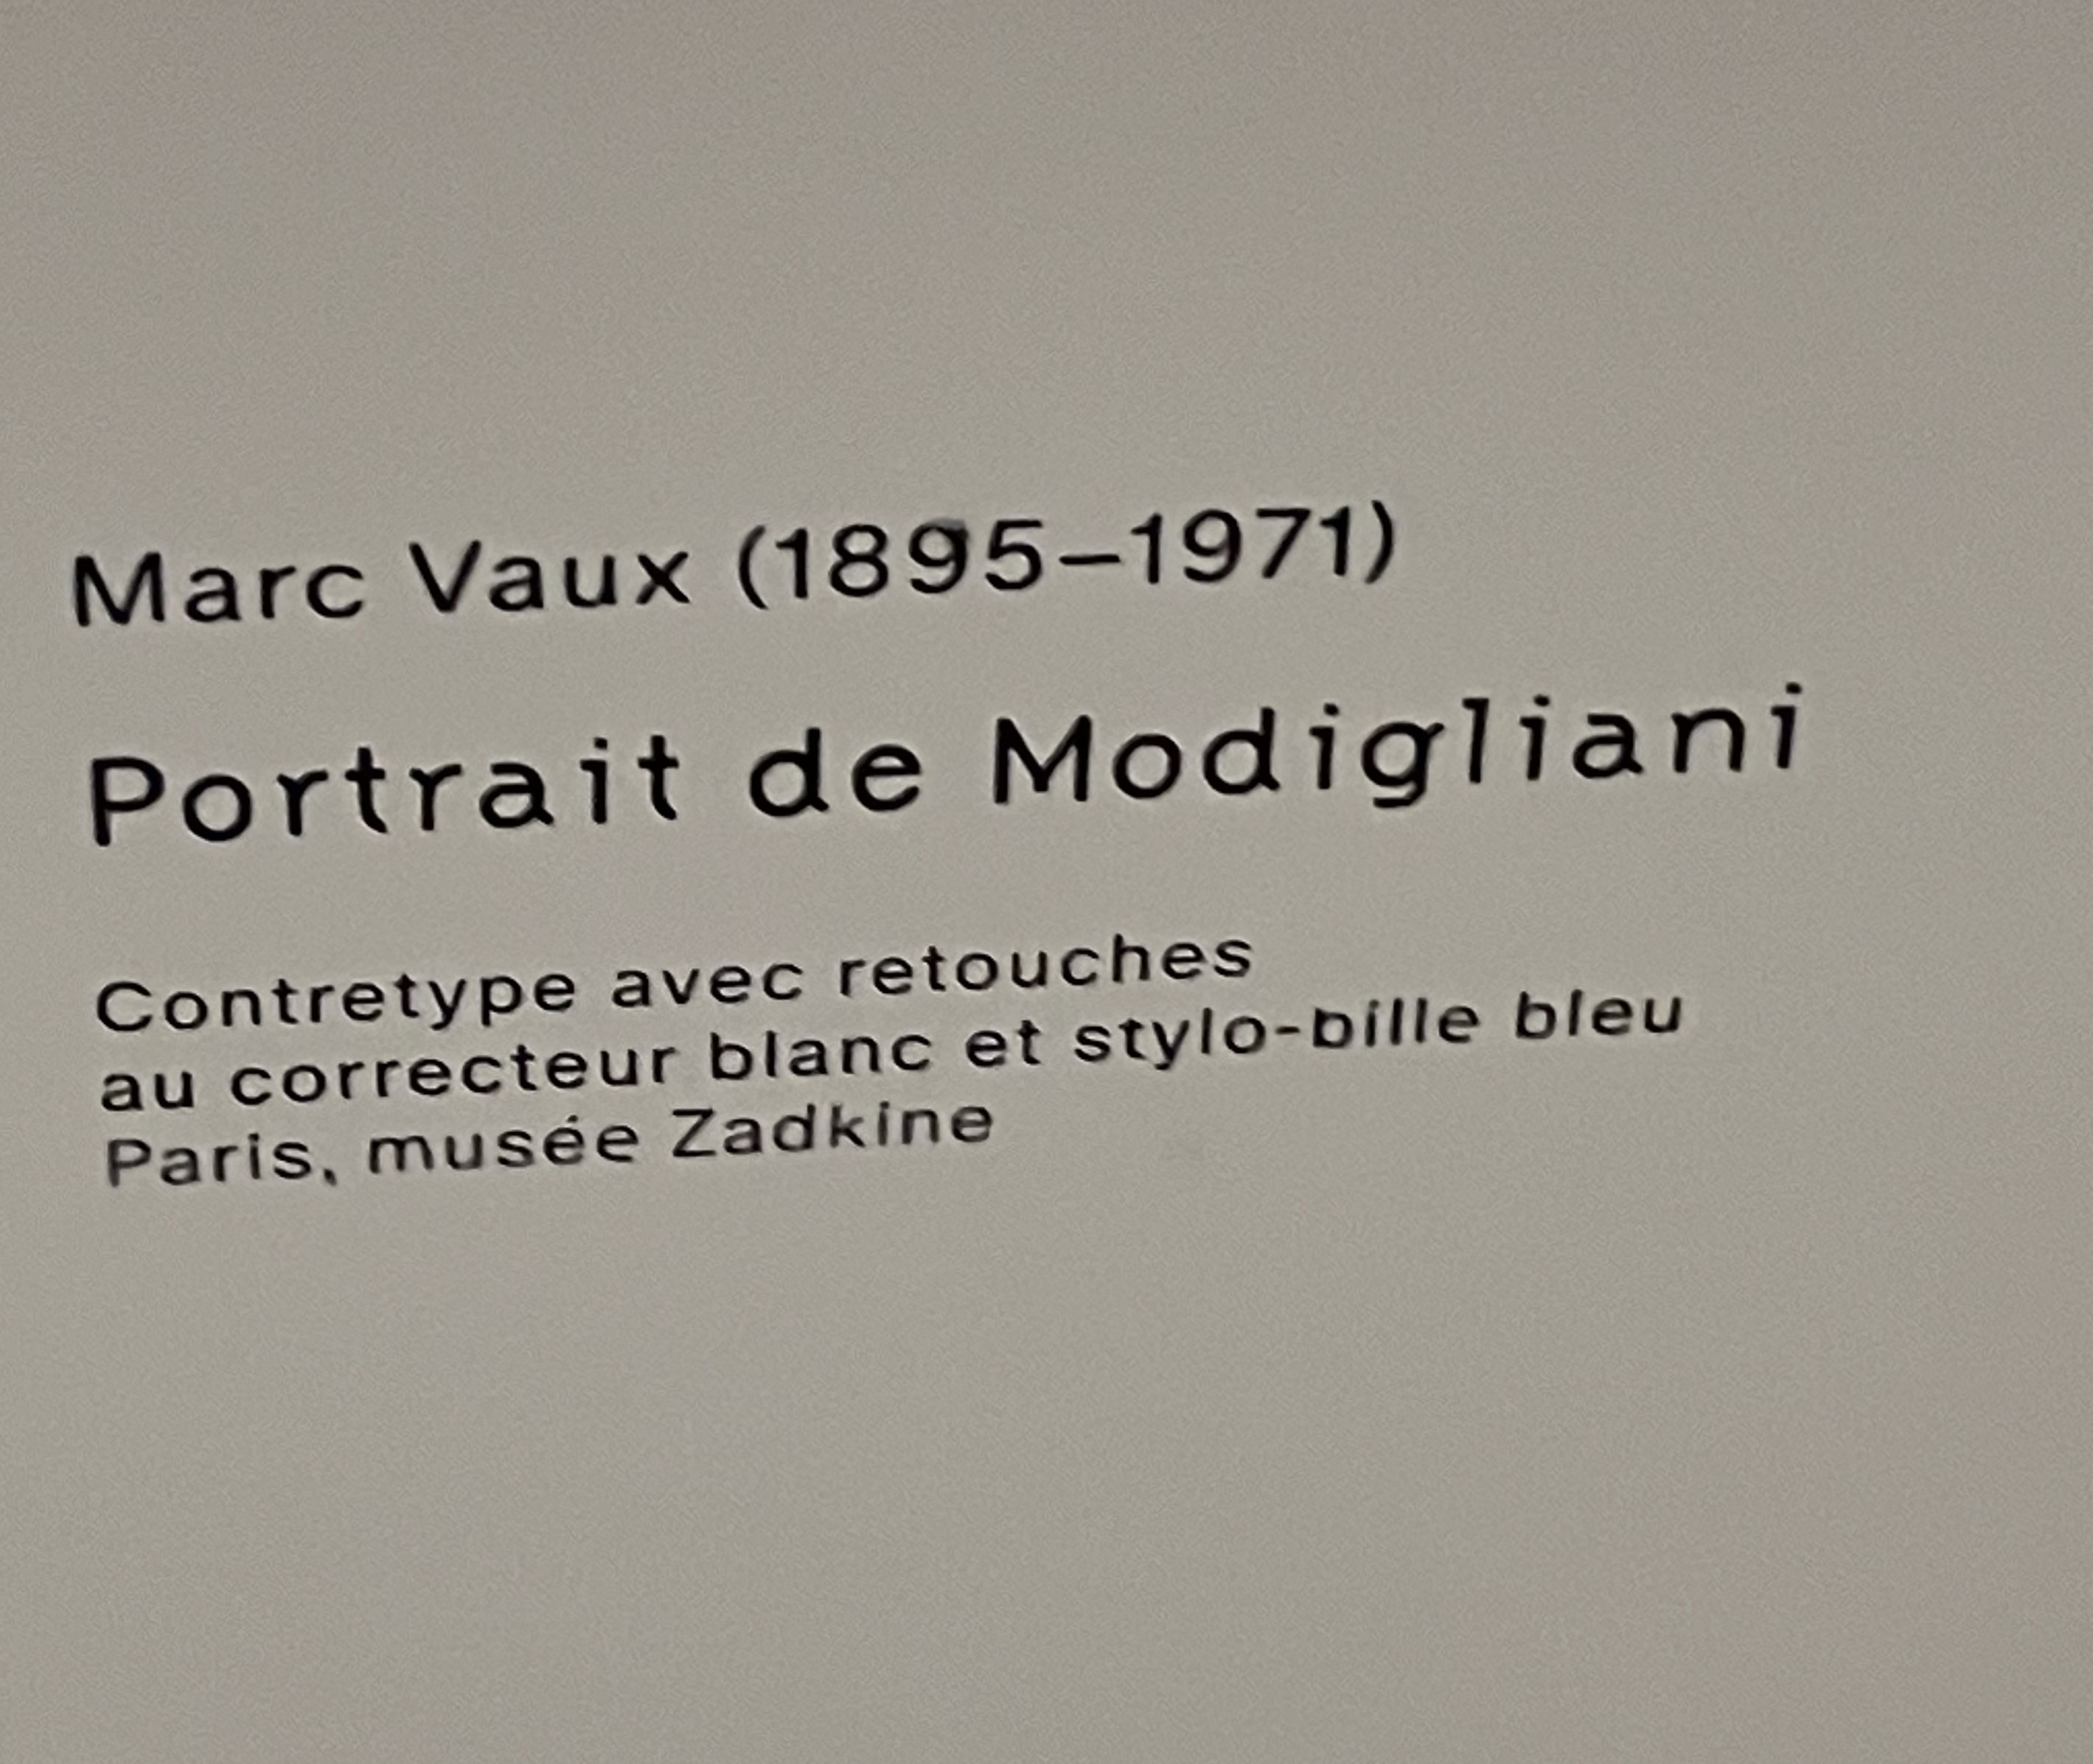 Marc Vaux (1895–1971)
Portrait de Modigliani
Contretype avec retouches
au correcteur blanc et stylo-bille bleu
Paris, musée Zadkine